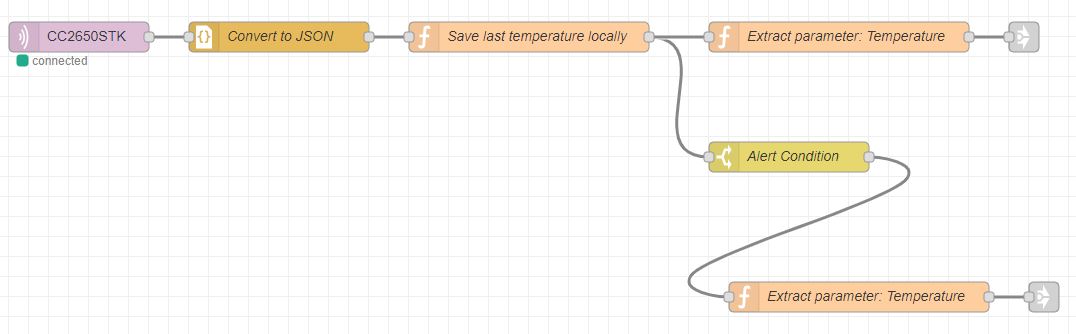 CC2650STK
Convert to JSON
Save last temperature locally
Extract parameter: Temperature
connected
Alert Condition
Extract parameter: Temperature